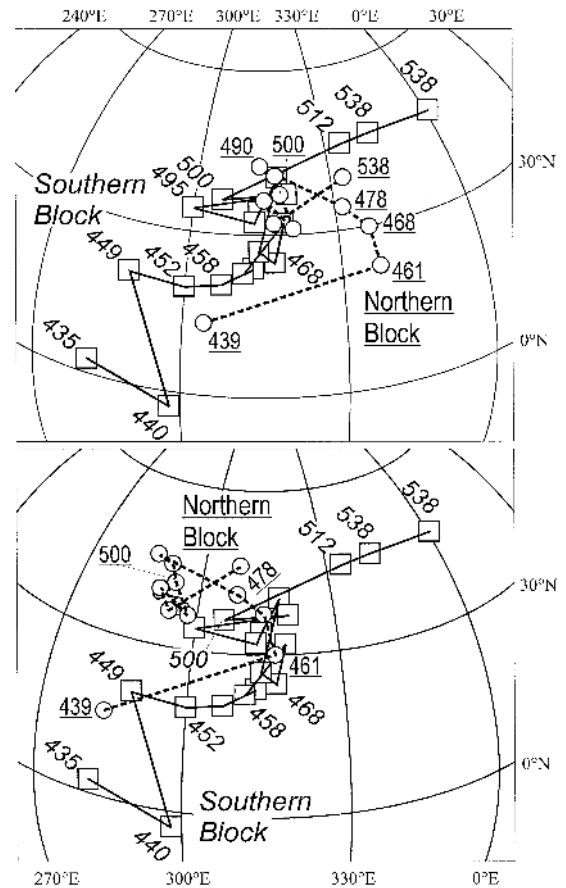 240°E 270°E 300°E 330°E 0°E 30°E
538
538
512
490 500
500 538
30°N
Southern
Block
495
478
468
449
452
458
468
461
Northern
Block
439
435
0°N
440
Northern
Block
538
538
512
500
478
30°N
500
449
461
439
458
468
452
0°N
435
Southern
Block
440
270°E 300°E 330°E 0°E